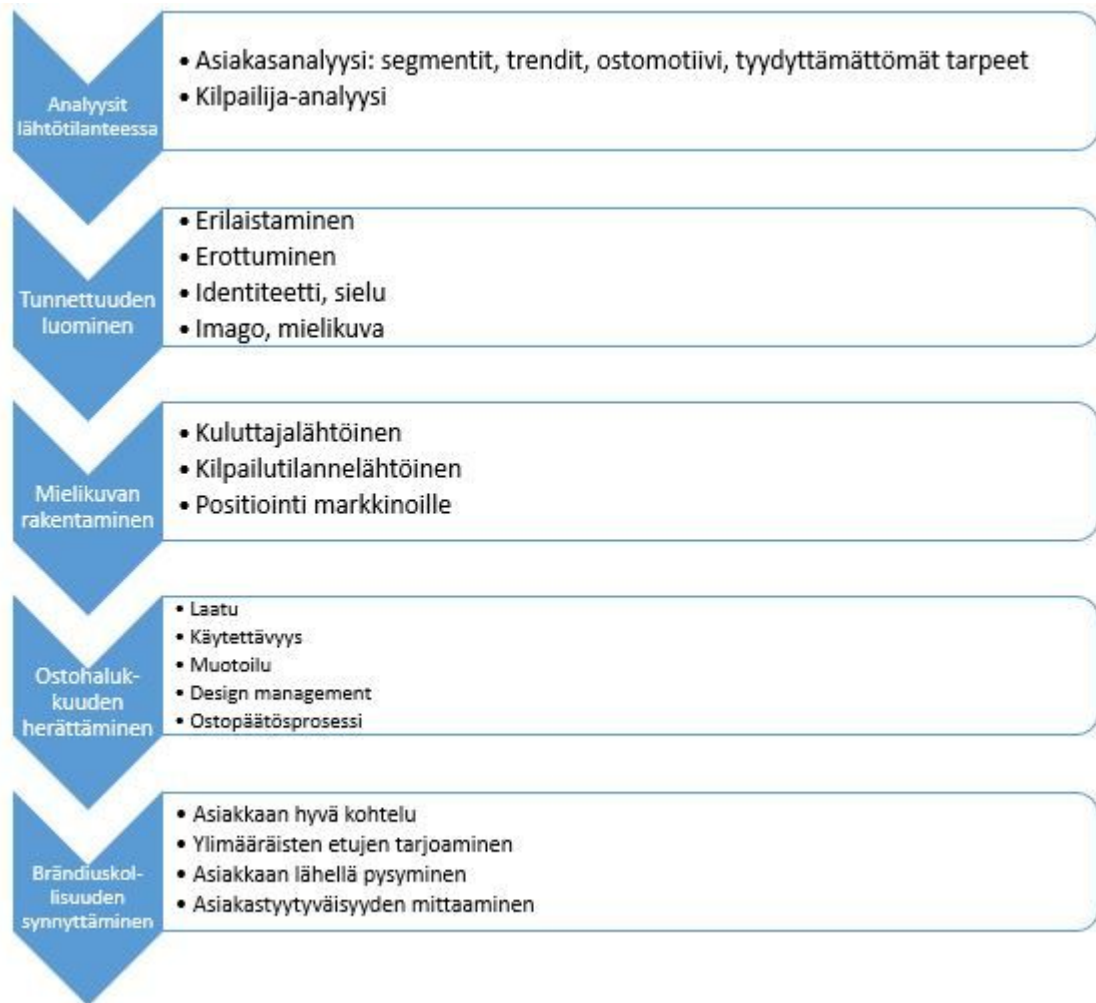 Analyysit
lähtötilanteessa
• Asiakasanalyysi: segmentit, trendit, ostomotiivi, tyydyttämättömät tarpeet
• Kilpailija-analyysi
Tunnettuuden
luominen
• Erilaistaminen
• Erottuminen
• Identiteetti, sielu
• Imago, mielikuva
Mielikuvan
rakentaminen
• Kuluttajalähtöinen
• Kilpailutilannelähtöinen
• Positiointi markkinoille
Ostohaluk-
kuuden
herättäminen
• Laatu
• Käytettävyys
• Muotoilu
• Design management
• Ostopäätösprosessi
Brändiuskol-
lisuuden
synnyttäminen
• Asiakkaan hyvä kohtelu
• Ylimääräisten etujen tarjoaminen
• Asiakkaan lähellä pysyminen
• Asiakastyytyväisyyden mittaaminen